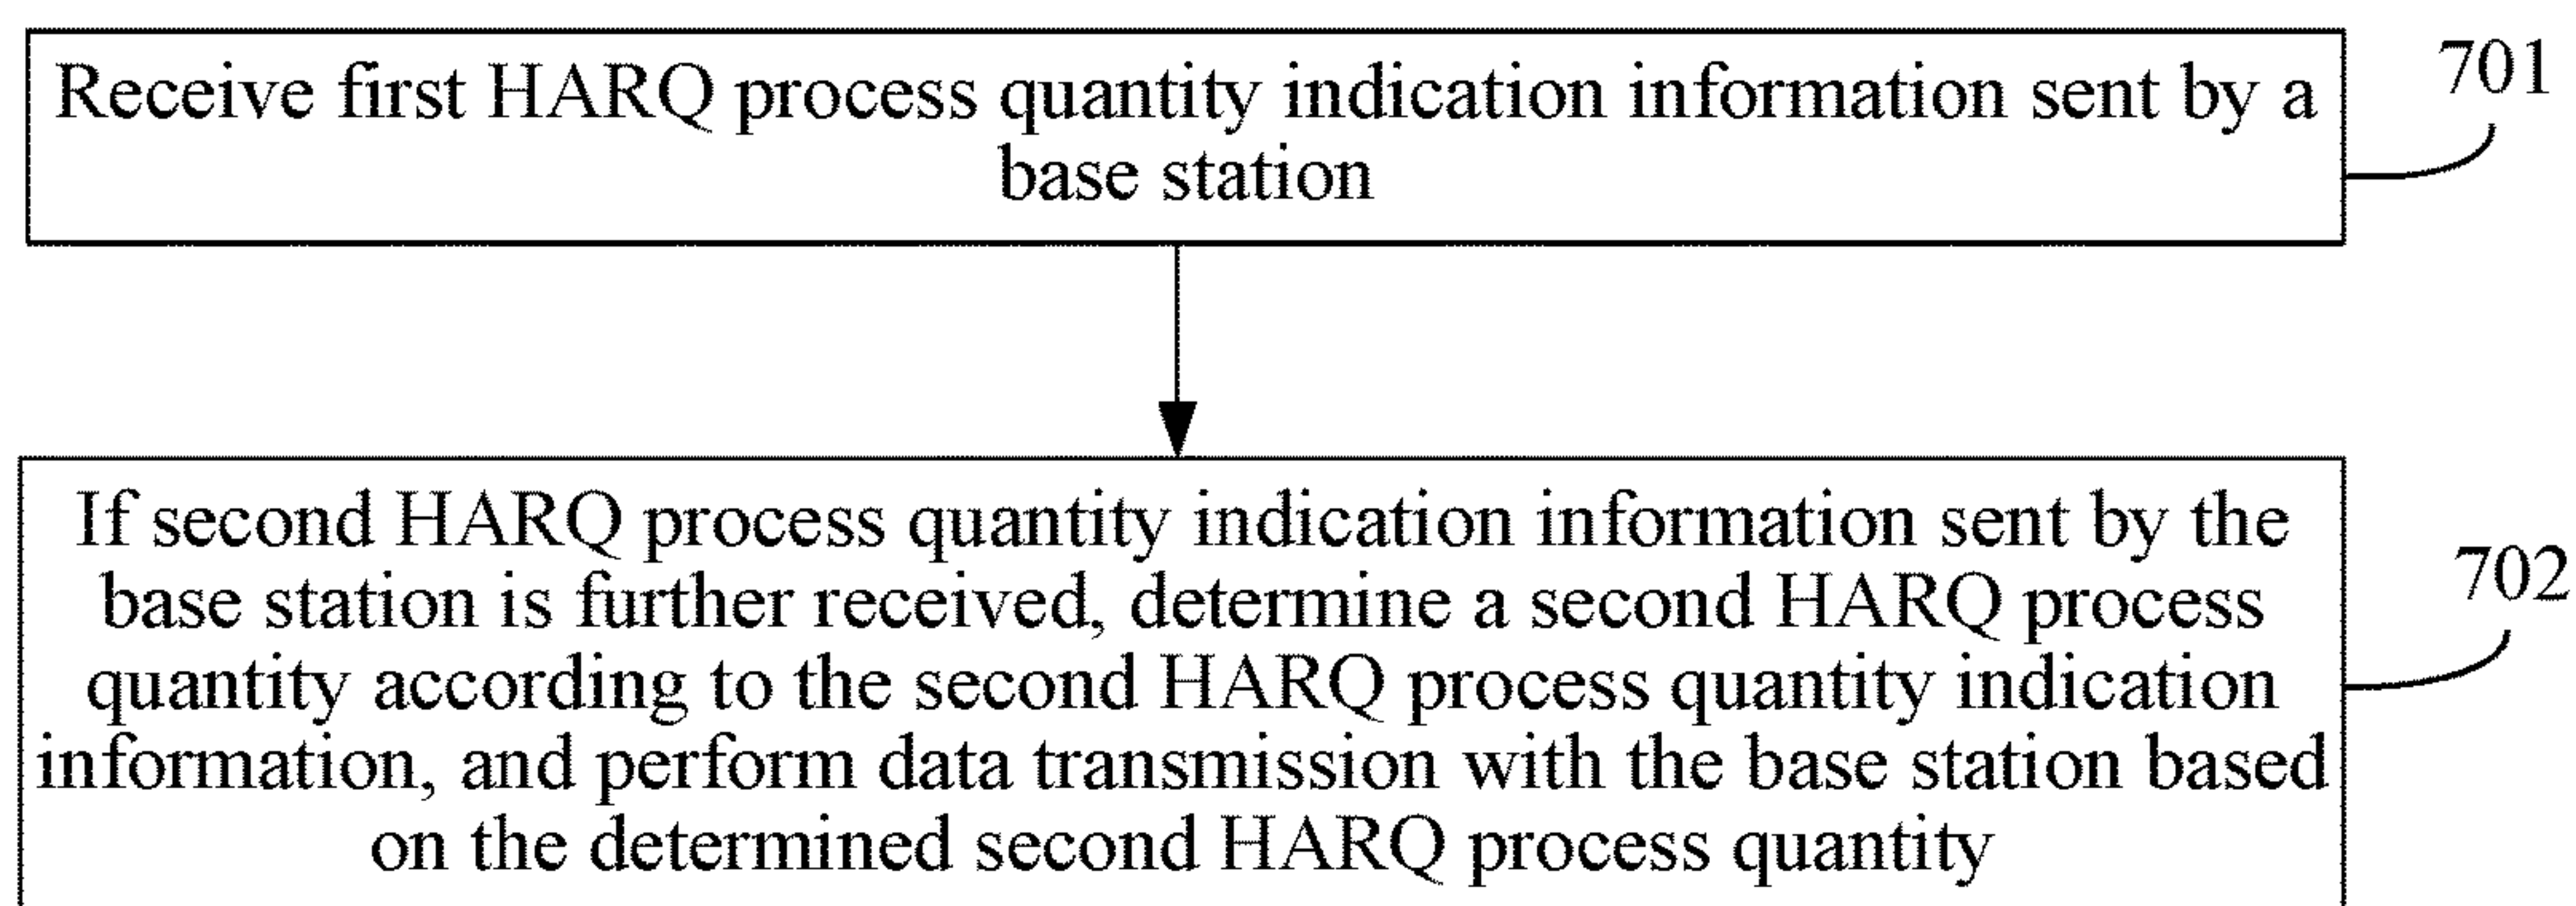 Receive first HARQ process quantity indication information sent by a
base station
701
If second HARQ process quantity indication information sent by the
base station is further received, determine a second HARQ process
quantity according to the second HARQ process quantity indication
information, and perform data transmission with the base station based
on the determined second HARQ process quantity
702